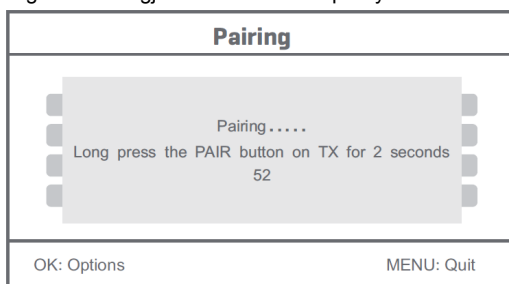 Pairing
Pairing.....
Long press the PAIR button on TX for 2 seconds
52
OK: Options MENU: Quit